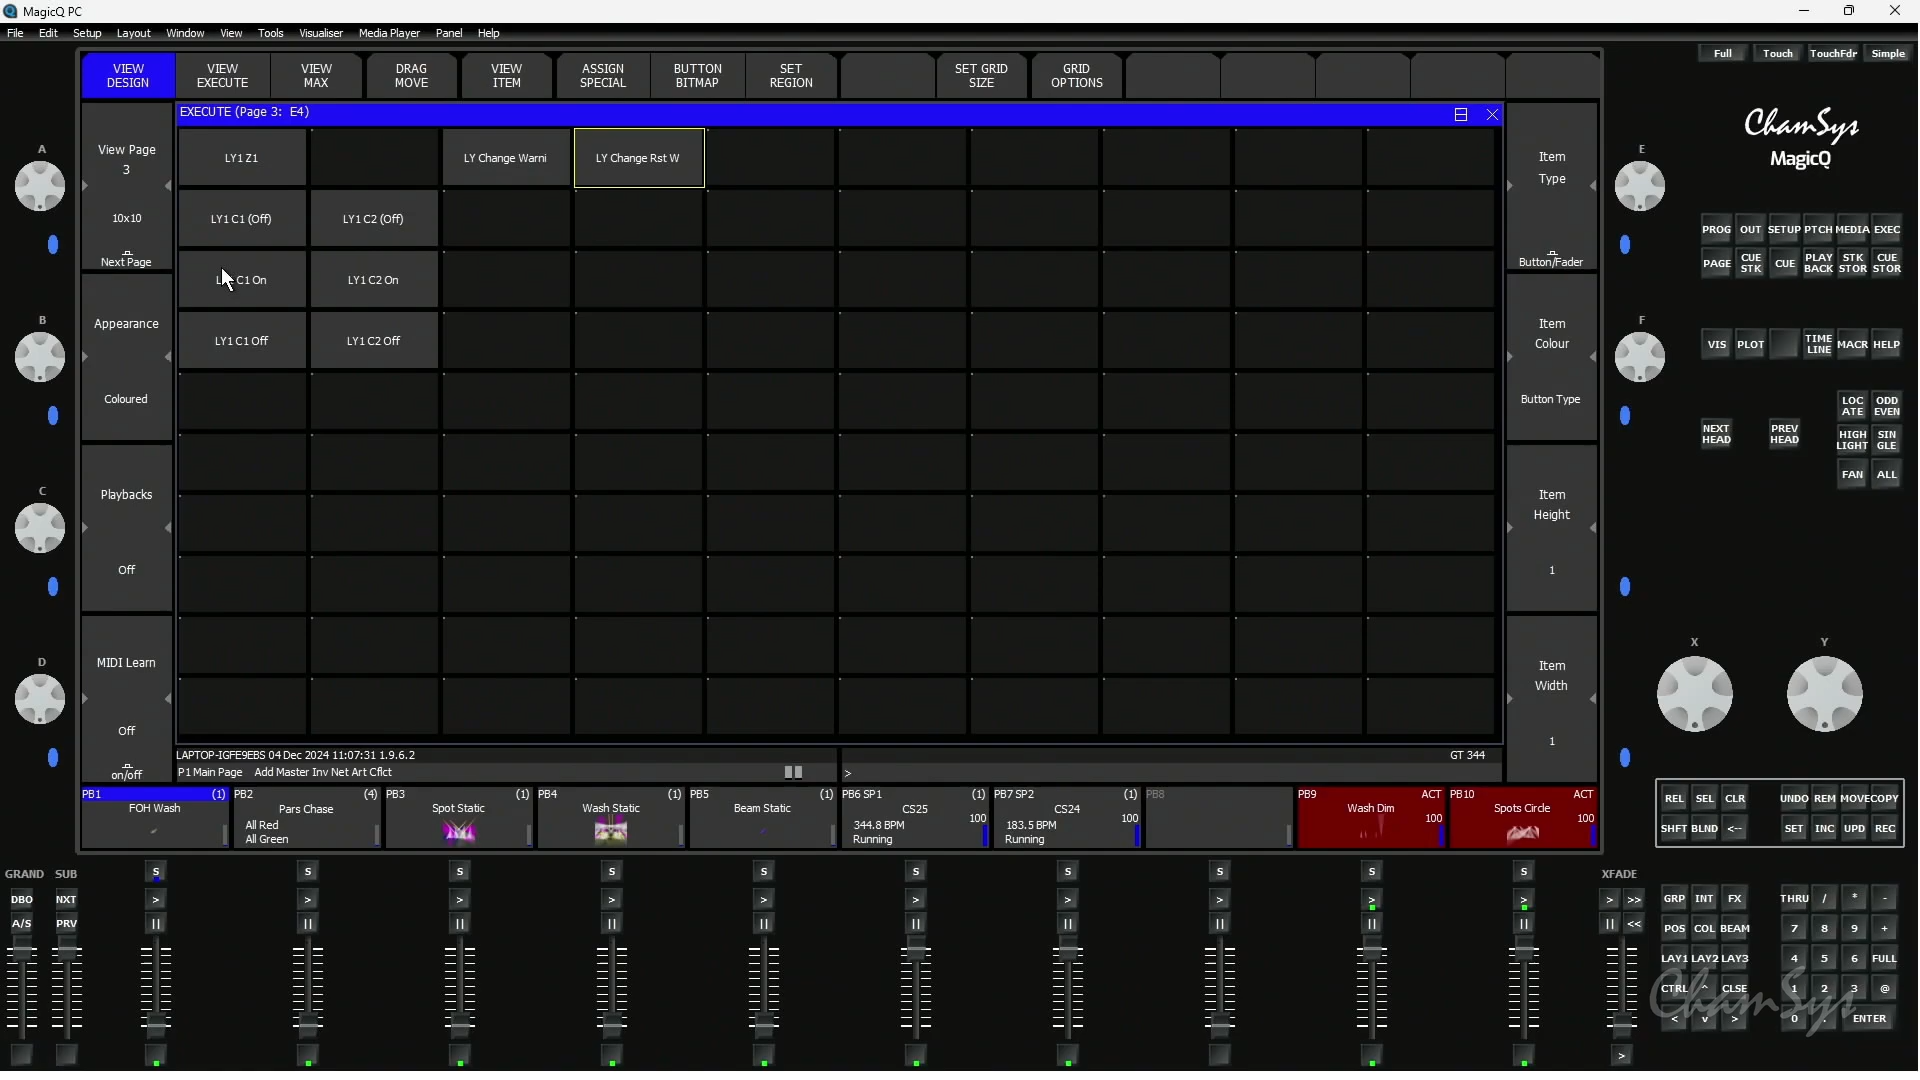 MagicQ PC
File Edit Setup Layout Window View Tools Visualiser Media Player Panel Help
VIEW DESIGN
VIEW EXECUTE
VIEW MAX
DRAG MOVE
VIEW ITEM
ASSIGN SPECIAL
BUTTON BITMAP
SET REGION
SET GRID SIZE
GRID OPTIONS
Full Touch TouchFdr Simple
EXECUTE (Page 3: E4)
ChamSys
MagicQ
A
View Page
3
10x10
Next Page
B
Appearance
Coloured
C
Playbacks
Off
D
MIDI Learn
Off
on/off
LY1 Z1
LY Change Warni
LY Change Rst W
LY1 C1 (Off)
LY1 C2 (Off)
C1 On
LY1 C2 On
LY1 C1 Off
LY1 C2 Off
Item
Type
Button/Fader
E
Item
Colour
Button Type
F
Item
Height
1
Item
Width
1
X Y
PROG OUT SETUP PTCH MEDIA EXEC
PAGE CUE STK CUE PLAY BACK STK STOR CUE STOR
VIS PLOT TIME LINE MACR HELP
LOC ATE ODD EVEN
NEXT HEAD PREV HEAD HIGH LIGHT SIN GLE
FAN ALL
LAPTOP-IGFE9EBS 04 Dec 2024 11:07:31 1.9.6.2
GT 344
P1 Main Page Add Master Inv Net Art Cflct
>
PB1 (1)
FOH Wash
PB2 (4)
Pars Chase
All Red
All Green
PB3 (1)
Spot Static
PB4 (1)
Wash Static
PB5 (1)
Beam Static
PB6 SP1 (1)
CS25
100
344.8 BPM
Running
PB7 SP2 (1)
CS24
100
183.5 BPM
Running
PB8
PB9 ACT
Wash Dim
100
PB10 ACT
Spots Circle
100
REL SEL CLR UNDO REM MOVE COPY
SHFT BLND <-- SET INC UPD REC
GRAND SUB
S S S S S S S S S S
XFADE
DBO NXT > > > > > > > > > > > >>
A/S PRV || || || || || || || || || || || <<
GRP INT FX THRU / * -
POS COL BEAM 7 8 9 +
LAY1 LAY2 LAY3 4 5 6 FULL
CTRL ^ CLSE 1 2 3 @
< v > 0 . ENTER
>
ChamSys